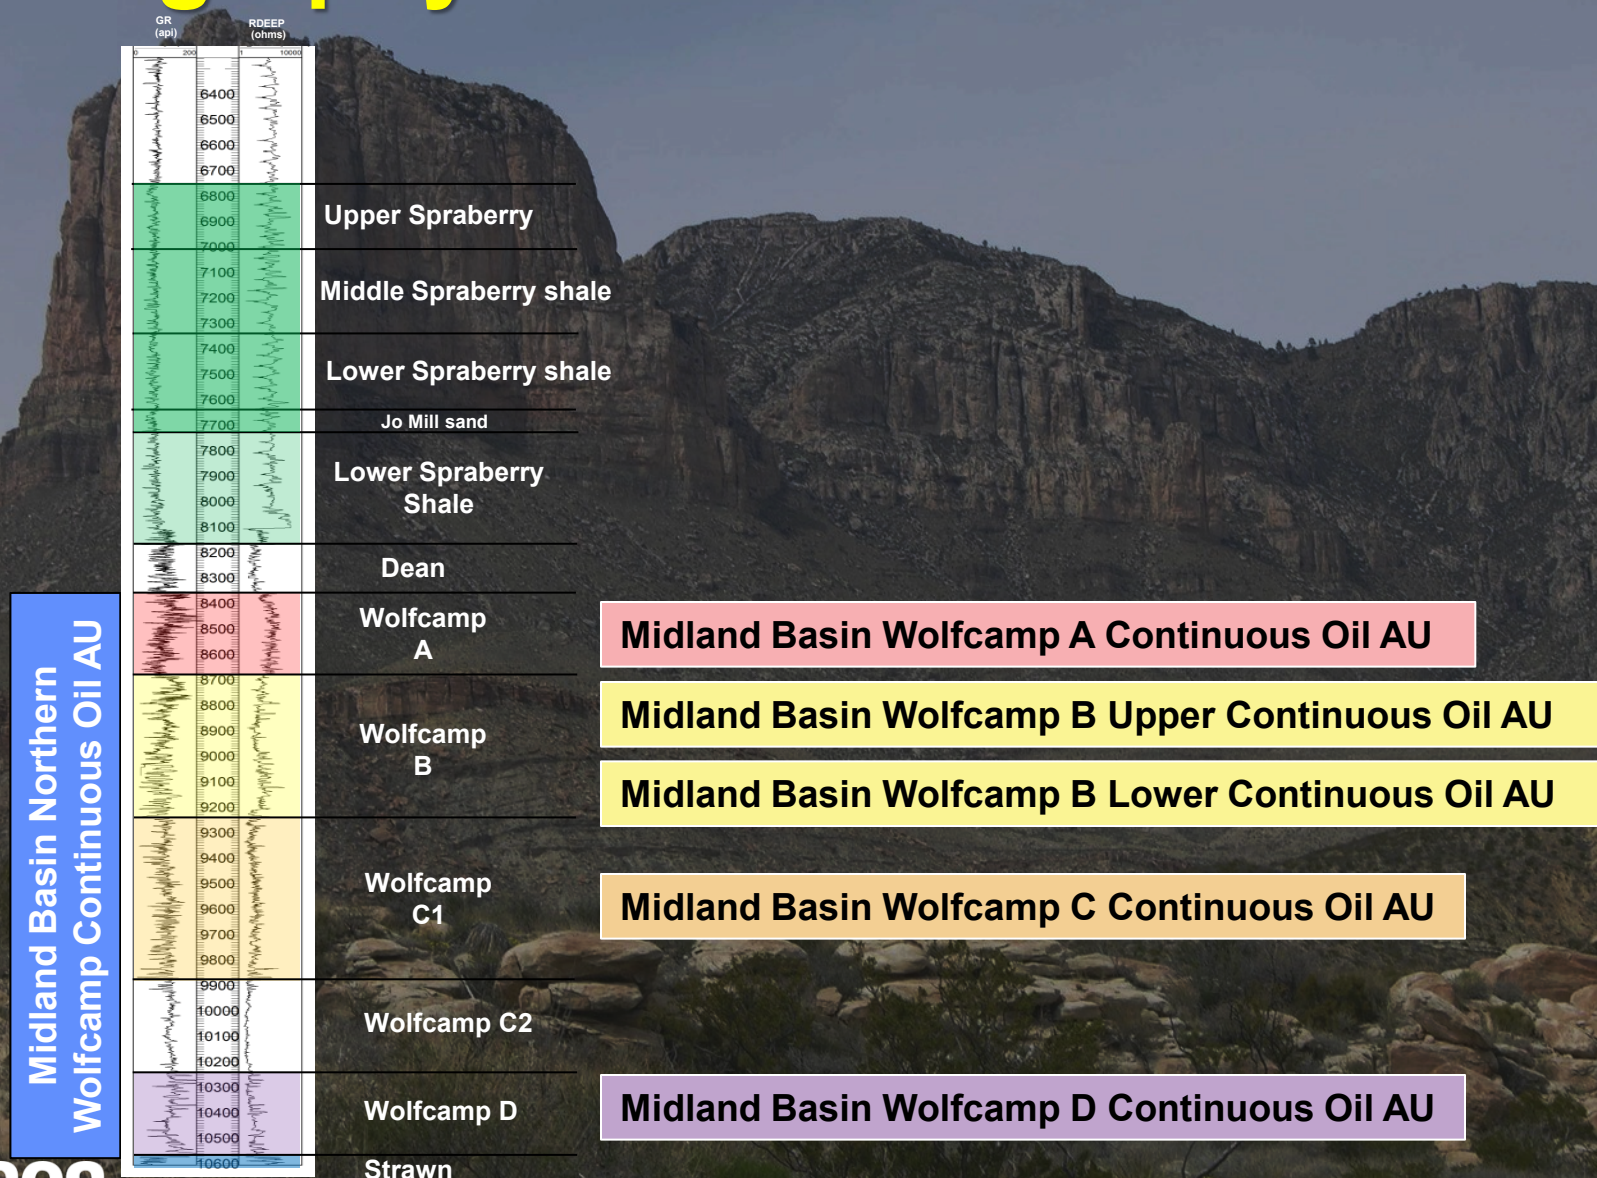 GR
(api)
RDEEP
(ohms)
0 200 1 10000
6400
6500
6600
6700
6800
6900
7000
7100
7200
7300
7400
7500
7600
7700
7800
7900
8000
8100
8200
8300
8400
8500
8600
8700
8800
8900
9000
9100
9200
9300
9400
9500
9600
9700
9800
9900
10000
10100
10200
10300
10400
10500
10600
Upper Spraberry
Middle Spraberry shale
Lower Spraberry shale
Jo Mill sand
Lower Spraberry
Shale
Dean
Wolfcamp
A
Wolfcamp
B
Wolfcamp
C1
Wolfcamp C2
Wolfcamp D
Strawn
Midland Basin Northern
Wolfcamp Continuous Oil AU
Midland Basin Wolfcamp A Continuous Oil AU
Midland Basin Wolfcamp B Upper Continuous Oil AU
Midland Basin Wolfcamp B Lower Continuous Oil AU
Midland Basin Wolfcamp C Continuous Oil AU
Midland Basin Wolfcamp D Continuous Oil AU